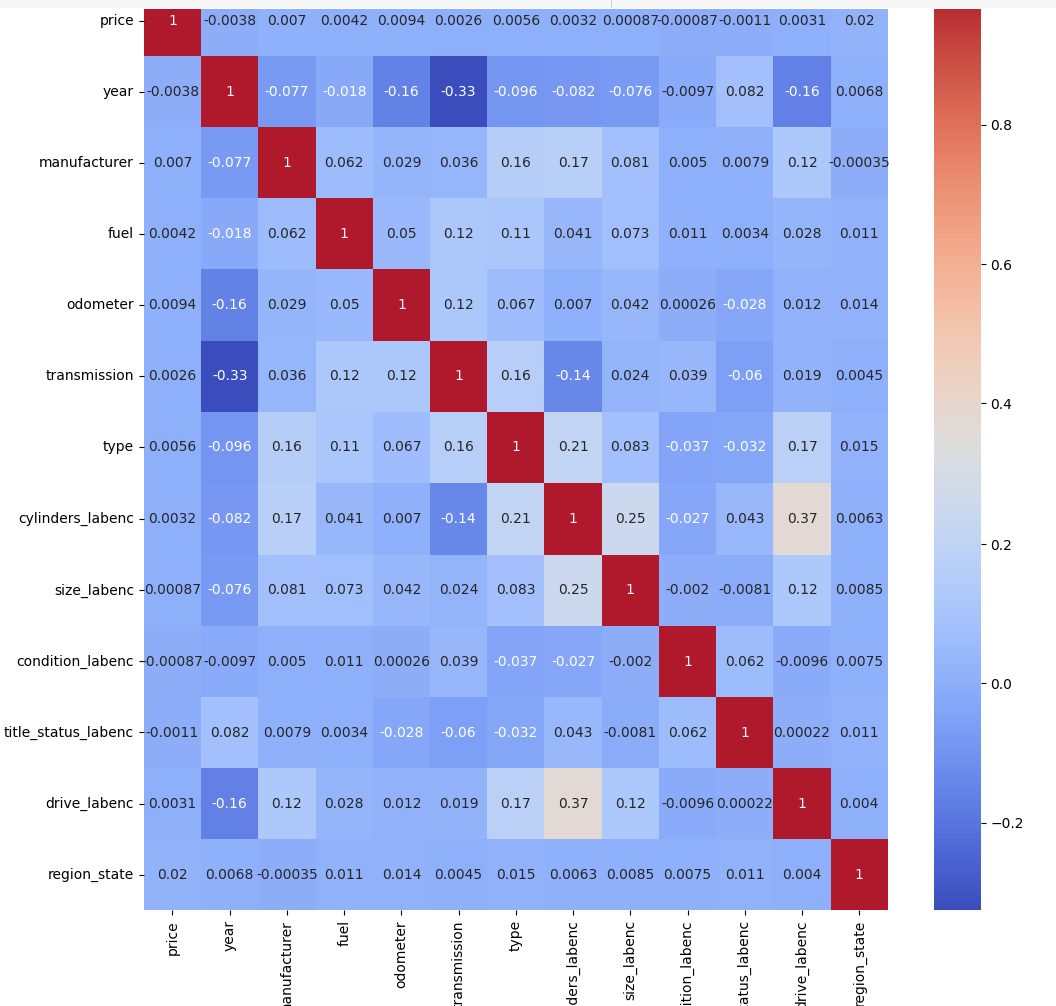 price 1 -0.0038 0.007 0.0042 0.0094 0.0026 0.0056 0.0032 0.00087 -0.00087 -0.0011 0.0031 0.02
year -0.0038 1 -0.077 -0.018 -0.16 -0.33 -0.096 -0.082 -0.076 -0.0097 0.082 -0.16 0.0068
manufacturer 0.007 -0.077 1 0.062 0.029 0.036 0.16 0.17 0.081 0.005 0.0079 0.12 -0.00035
fuel 0.0042 -0.018 0.062 1 0.05 0.12 0.11 0.041 0.073 0.011 0.0034 0.028 0.011
odometer 0.0094 -0.16 0.029 0.05 1 0.12 0.067 0.007 0.042 0.00026 -0.028 0.012 0.014
transmission 0.0026 -0.33 0.036 0.12 0.12 1 0.16 -0.14 0.024 0.039 -0.06 0.019 0.0045
type 0.0056 -0.096 0.16 0.11 0.067 0.16 1 0.21 0.083 -0.037 -0.032 0.17 0.015
cylinders_labenc 0.0032 -0.082 0.17 0.041 0.007 -0.14 0.21 1 0.25 -0.027 0.043 0.37 0.0063
size_labenc 0.00087 -0.076 0.081 0.073 0.042 0.024 0.083 0.25 1 -0.002 -0.0081 0.12 0.0085
condition_labenc -0.00087 -0.0097 0.005 0.011 0.00026 0.039 -0.037 -0.027 -0.002 1 0.062 -0.0096 0.0075
title_status_labenc -0.0011 0.082 0.0079 0.0034 -0.028 -0.06 -0.032 0.043 -0.0081 0.062 1 0.00022 0.011
drive_labenc 0.0031 -0.16 0.12 0.028 0.012 0.019 0.17 0.37 0.12 -0.0096 0.00022 1 0.004
region_state 0.02 0.0068 -0.00035 0.011 0.014 0.0045 0.015 0.0063 0.0085 0.0075 0.011 0.004 1
price
year
anufacturer
fuel
odometer
ransmission
type
ders_labenc
size_labenc
ition_labenc
tatus_labenc
drive_labenc
region_state
0.8
0.6
0.4
0.2
0.0
−0.2